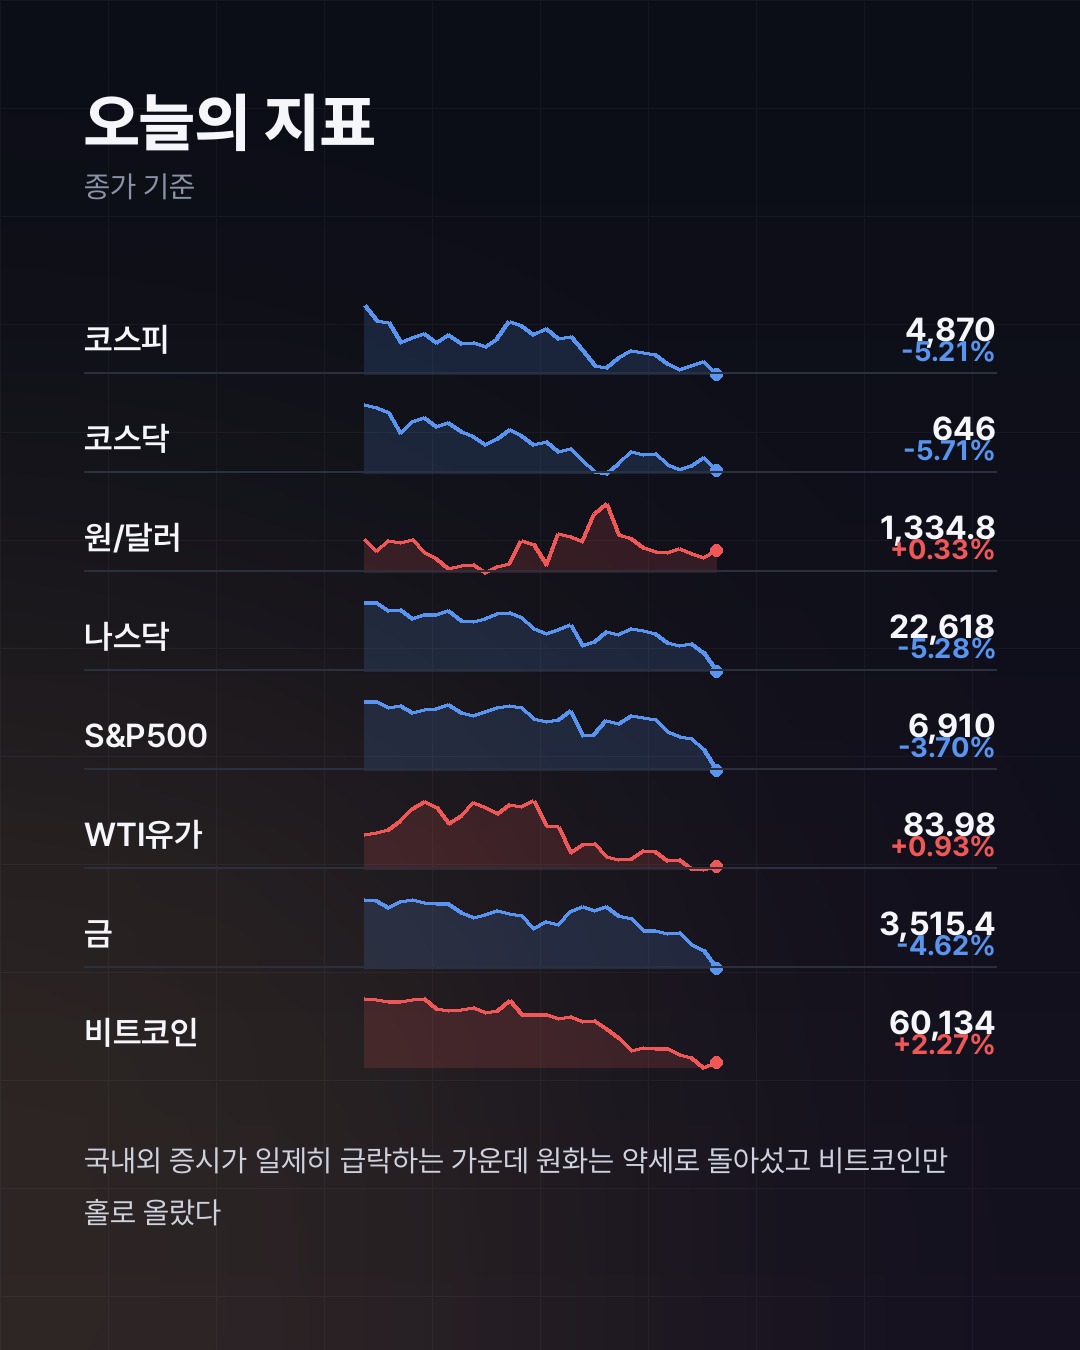 오늘의 지표
종가 기준
코스피
4,870
-5.21%
코스닥
646
-5.71%
원/달러
1,334.8
+0.33%
나스닥
22,618
-5.28%
S&P500
6,910
-3.70%
WTI유가
83.98
+0.93%
금
3,515.4
-4.62%
비트코인
60,134
+2.27%
국내외 증시가 일제히 급락하는 가운데 원화는 약세로 돌아섰고 비트코인만
홀로 올랐다